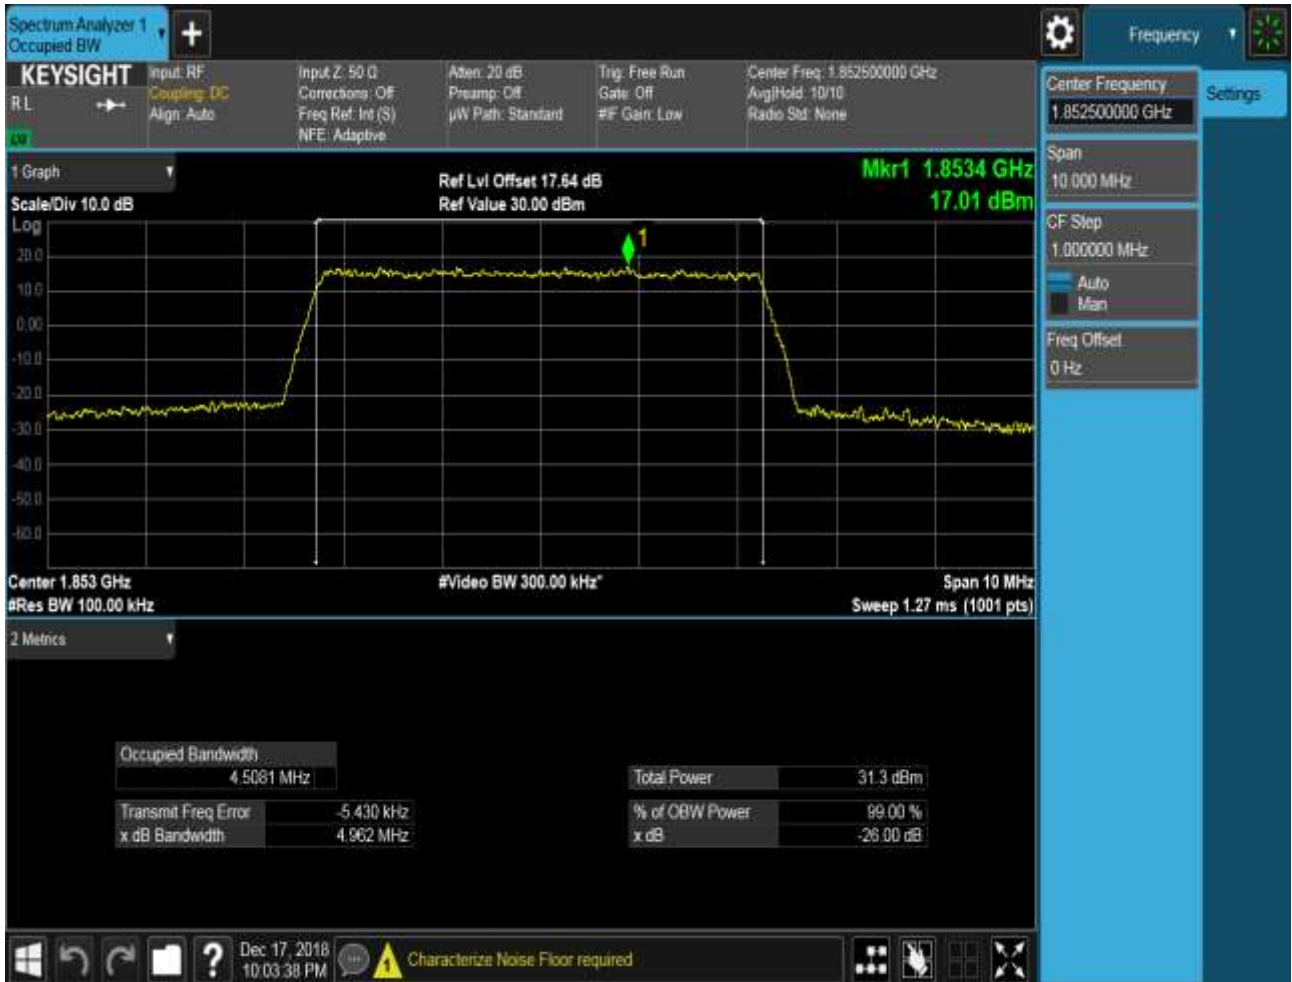 Spectrum Analyzer 1
Occupied BW
Frequency
KEYSIGHT
RL
LW
Input: RF
Coupling: DC
Align: Auto
Input Z: 50 Ω
Corrections: Off
Freq Ref: Int (S)
NFE: Adaptive
Atten: 20 dB
Preamp: Off
µW Path: Standard
Trig: Free Run
Gate: Off
#IF Gain: Low
Center Freq: 1.852500000 GHz
Avg|Hold: 10/10
Radio Std: None
Center Frequency
1.852500000 GHz
Settings
Span
10.000 MHz
CF Step
1.000000 MHz
Auto
Man
Freq Offset
0 Hz
1 Graph
Scale/Div 10.0 dB
Ref Lvl Offset 17.64 dB
Ref Value 30.00 dBm
Mkr1 1.8534 GHz
17.01 dBm
Log
1
20.0
10.0
0.00
-10.0
-20.0
-30.0
-40.0
-50.0
-60.0
Center 1.853 GHz
#Video BW 300.00 kHz*
Span 10 MHz
#Res BW 100.00 kHz
Sweep 1.27 ms (1001 pts)
2 Metrics
Occupied Bandwidth
4.5081 MHz
Total Power 31.3 dBm
Transmit Freq Error -5.430 kHz
% of OBW Power 99.00 %
x dB Bandwidth 4.962 MHz
x dB -26.00 dB
?
Dec 17, 2018
10:03:38 PM
1
Characterize Noise Floor required